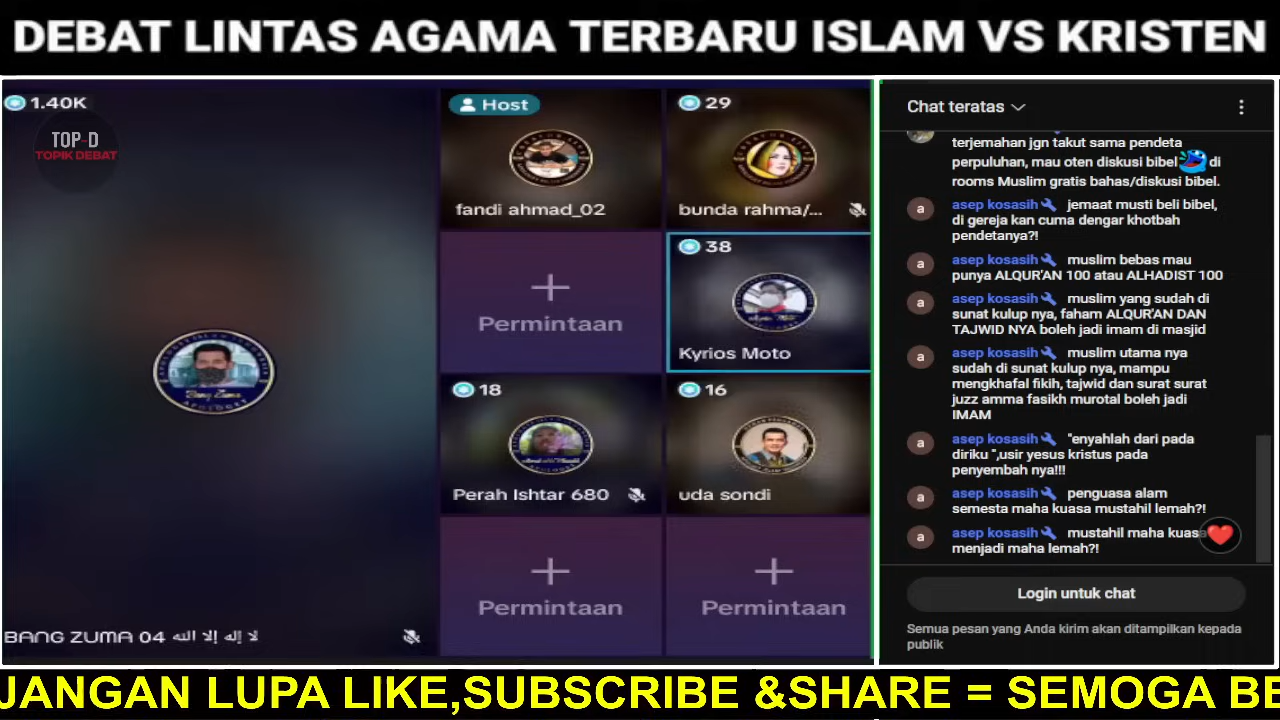 DEBAT LINTAS AGAMA TERBARU ISLAM VS KRISTEN
1.40K
TOP-D
TOPIK DEBAT
BANG ZUMA 04 لا إله إلا الله
Host
fandi ahmad_02
29
bunda rahma/...
+
Permintaan
38
Kyrios Moto
18
Perah Ishtar 680
16
uda sondi
+
Permintaan
+
Permintaan
Chat teratas
terjemahan jgn takut sama pendeta
perpuluhan, mau oten diskusi bibel di
rooms Muslim gratis bahas/diskusi bibel.
a
asep kosasih jemaat musti beli bibel,
di gereja kan cuma dengar khotbah
pendetanya?!
a
asep kosasih muslim bebas mau
punya ALQUR'AN 100 atau ALHADIST 100
a
asep kosasih muslim yang sudah di
sunat kulup nya, faham ALQUR'AN DAN
TAJWID NYA boleh jadi imam di masjid
a
asep kosasih muslim utama nya
sudah di sunat kulup nya, mampu
mengkhafal fikih, tajwid dan surat surat
juzz amma fasikh murotal boleh jadi
IMAM
a
asep kosasih "enyahlah dari pada
diriku ",usir yesus kristus pada
penyembah nya!!!
a
asep kosasih penguasa alam
semesta maha kuasa mustahil lemah?!
a
asep kosasih mustahil maha kuasa
menjadi maha lemah?!
Login untuk chat
Semua pesan yang Anda kirim akan ditampilkan kepada
publik
JANGAN LUPA LIKE,SUBSCRIBE &SHARE = SEMOGA BE